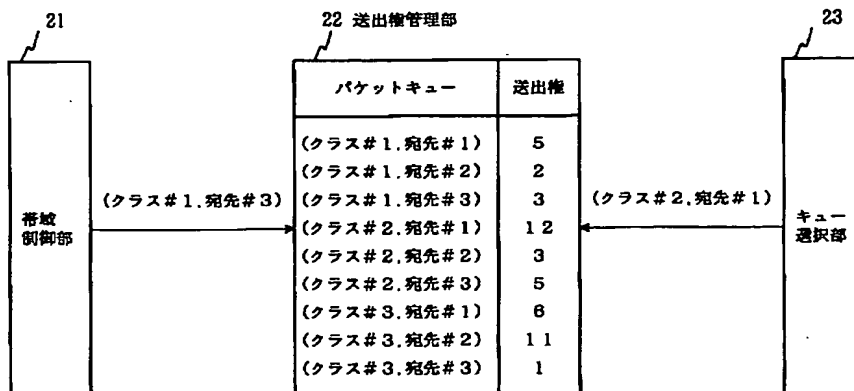 21
22 送出権管理部
23
パケットキュー 送出権
(クラス#1,宛先#1) 5
(クラス#1,宛先#2) 2
(クラス#1,宛先#3) 3
(クラス#2,宛先#1) 12
(クラス#2,宛先#2) 3
(クラス#2,宛先#3) 5
(クラス#3,宛先#1) 6
(クラス#3,宛先#2) 11
(クラス#3,宛先#3) 1
帯域
制御部
(クラス#1,宛先#3)
(クラス#2,宛先#1)
キュー
選択部